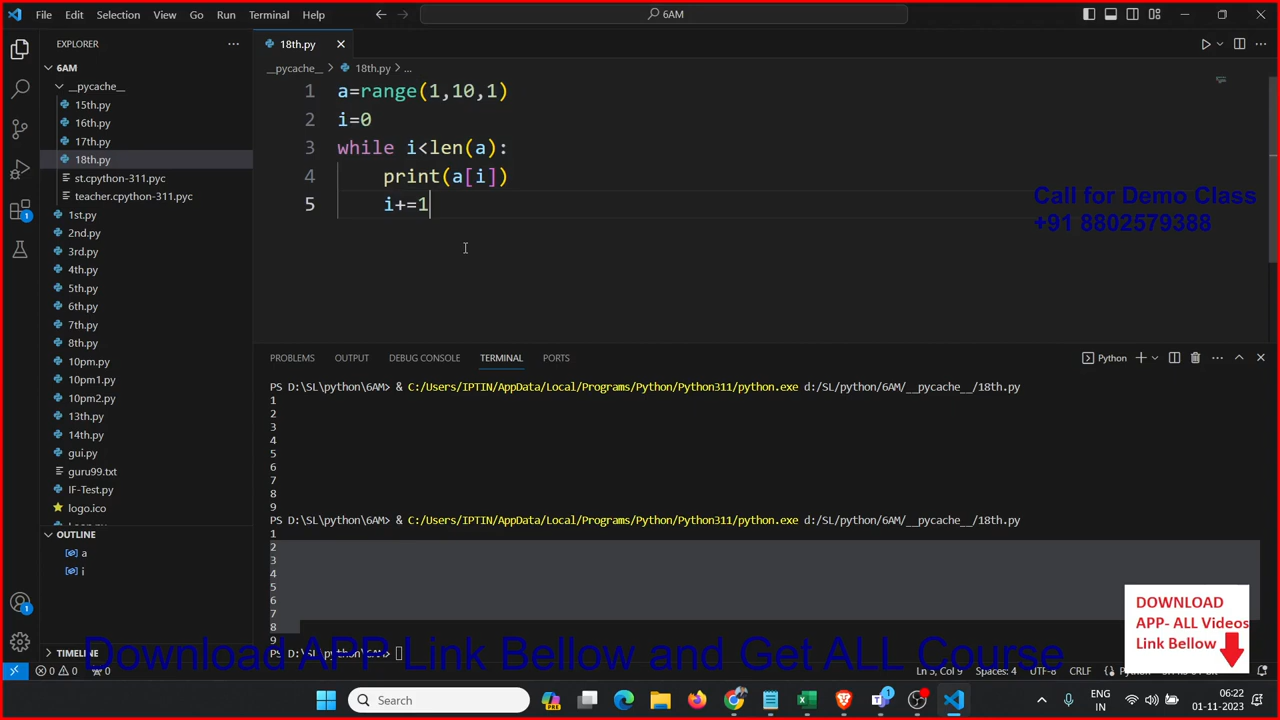 File Edit Selection View Go Run Terminal Help
6AM
EXPLORER
18th.py
6AM
__pycache__ > 18th.py > ...
__pycache__
15th.py
16th.py
17th.py
18th.py
st.cpython-311.pyc
teacher.cpython-311.pyc
1st.py
2nd.py
3rd.py
4th.py
5th.py
6th.py
7th.py
8th.py
10pm.py
10pm1.py
10pm2.py
13th.py
14th.py
gui.py
guru99.txt
IF-Test.py
logo.ico
OUTLINE
a
i
TIMELINE
1 a=range(1,10,1)
2 i=0
3 while i<len(a):
4 print(a[i])
5 i+=1
Call for Demo Class
+91 8802579388
PROBLEMS OUTPUT DEBUG CONSOLE TERMINAL PORTS
Python
PS D:\SL\python\6AM> & C:/Users/IPTIN/AppData/Local/Programs/Python/Python311/python.exe d:/SL/python/6AM/__pycache__/18th.py
1
2
3
4
5
6
7
8
9
PS D:\SL\python\6AM> & C:/Users/IPTIN/AppData/Local/Programs/Python/Python311/python.exe d:/SL/python/6AM/__pycache__/18th.py
1
2
3
4
5
6
7
8
9
PS D:\SL\python\6AM>
DOWNLOAD
APP- ALL Videos
Link Bellow
Download APP Link Bellow and Get ALL Course
0 0 0
Ln 5, Col 9 Spaces: 4 UTF-8 CRLF Python
Search
ENG
IN
06:22
01-11-2023